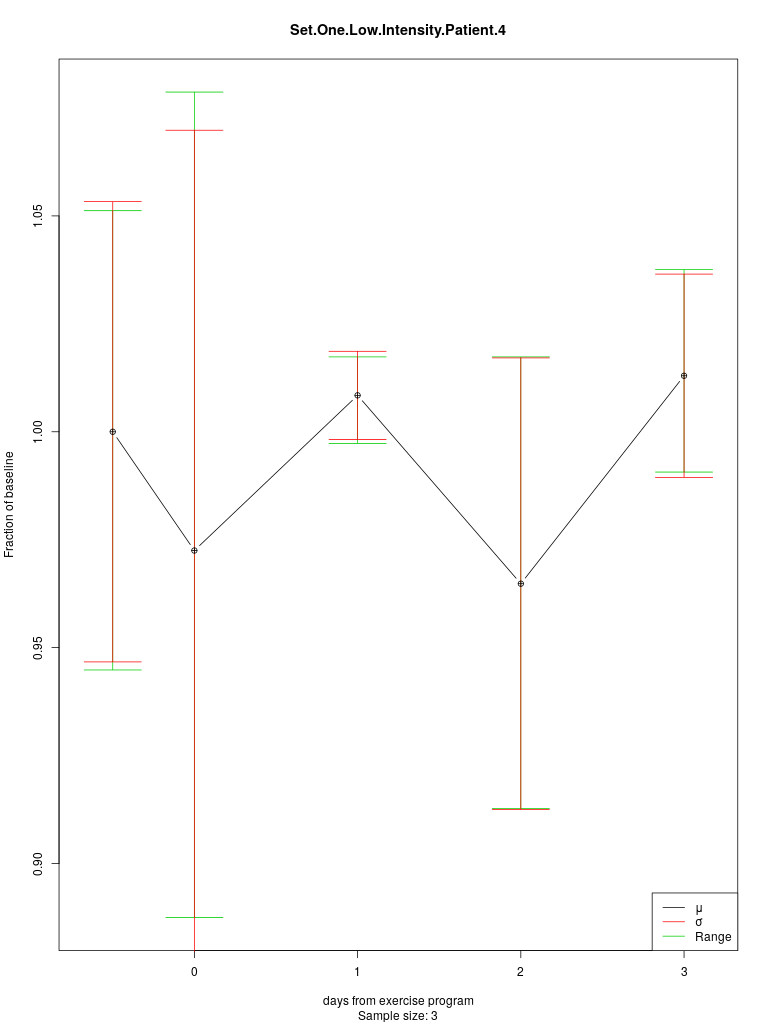 Set.One.Low.Intensity.Patient.4
1.05
1.00
0.95
0.90
Fraction of baseline
0 1 2 3
days from exercise program
Sample size: 3
μ
σ
Range